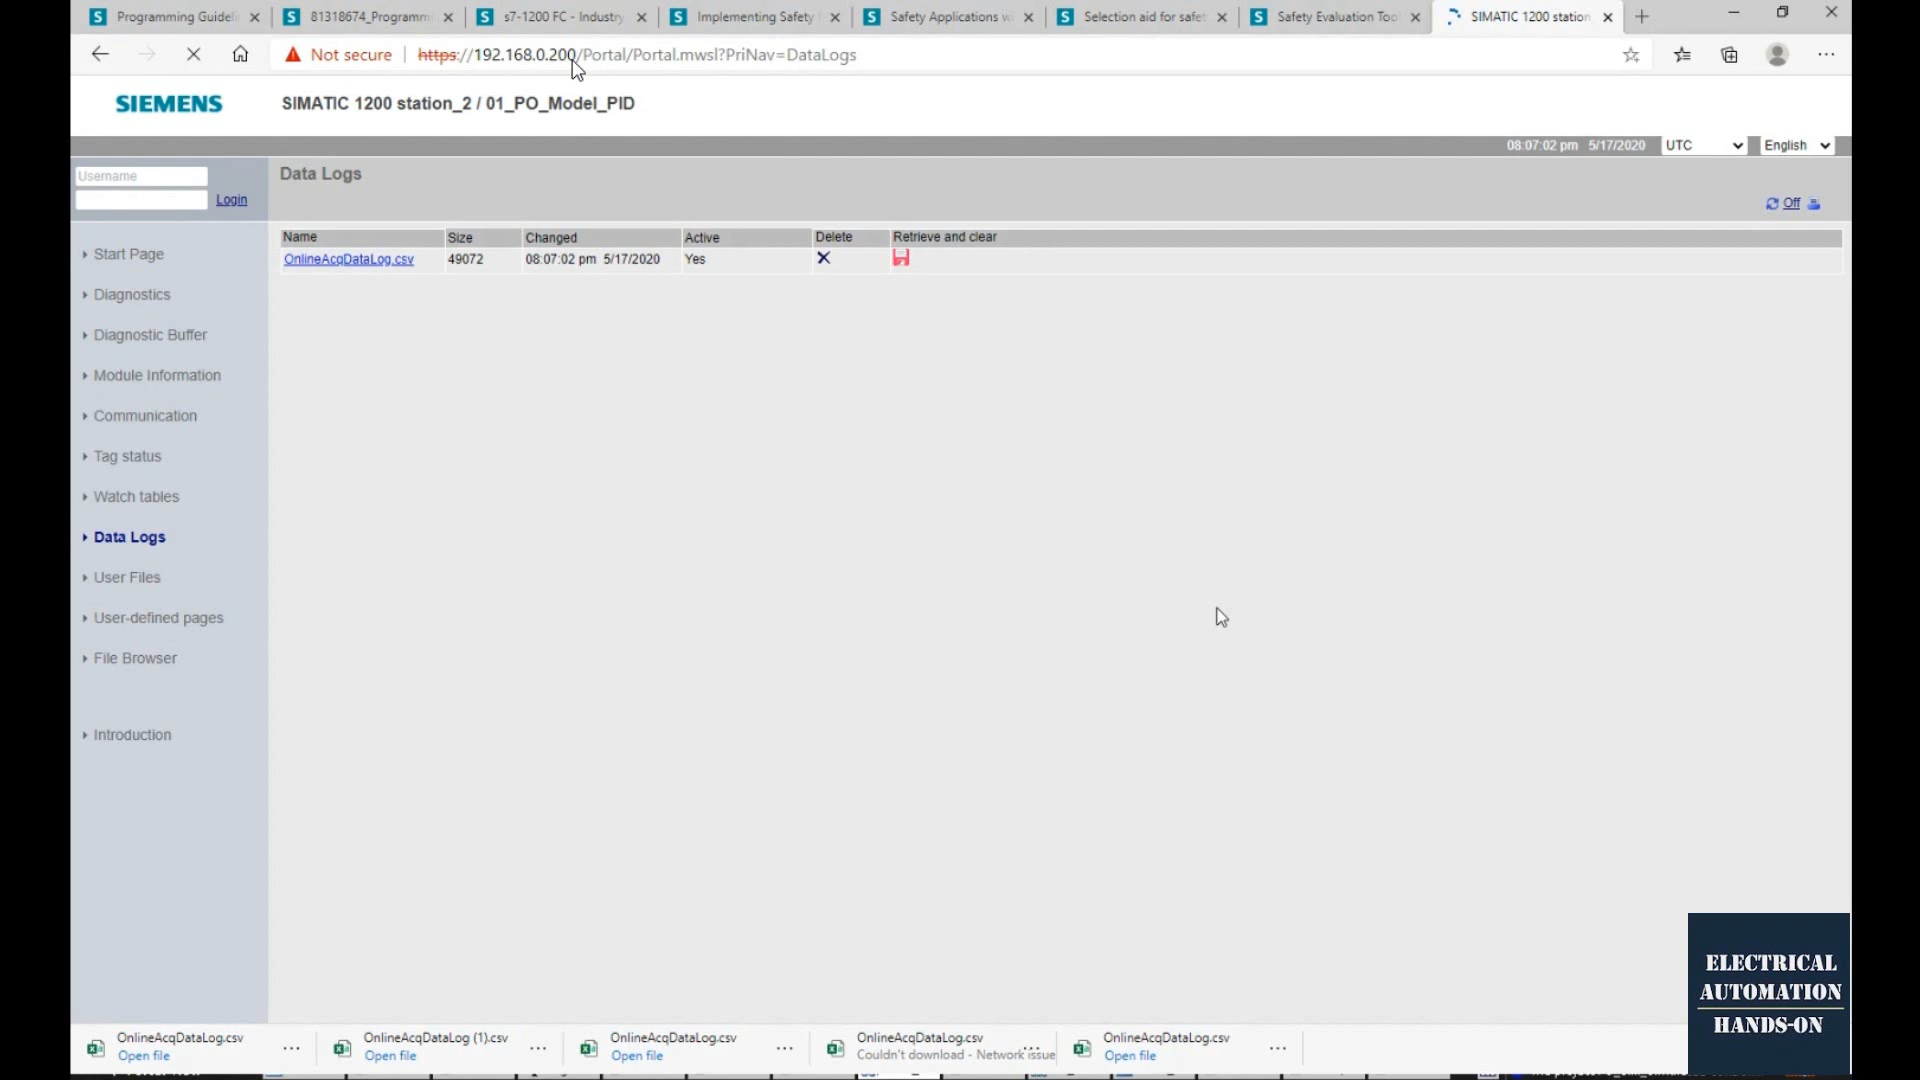 Programming Guideli
81318674_Programmi
s7-1200 FC - Industry
Implementing Safety
Safety Applications wi
Selection aid for safet
Safety Evaluation Tool
SIMATIC 1200 station
Not secure
https://192.168.0.200/Portal/Portal.mwsl?PriNav=DataLogs
SIEMENS
SIMATIC 1200 station_2 / 01_PO_Model_PID
08:07:02 pm 5/17/2020
UTC
English
Username
Login
Data Logs
Off
Name Size Changed Active Delete Retrieve and clear
OnlineAcqDataLog.csv 49072 08:07:02 pm 5/17/2020 Yes
Start Page
Diagnostics
Diagnostic Buffer
Module Information
Communication
Tag status
Watch tables
Data Logs
User Files
User-defined pages
File Browser
Introduction
ELECTRICAL
AUTOMATION
HANDS-ON
OnlineAcqDataLog.csv
Open file
OnlineAcqDataLog (1).csv
Open file
OnlineAcqDataLog.csv
Open file
OnlineAcqDataLog.csv
Couldn't download - Network issue
OnlineAcqDataLog.csv
Open file